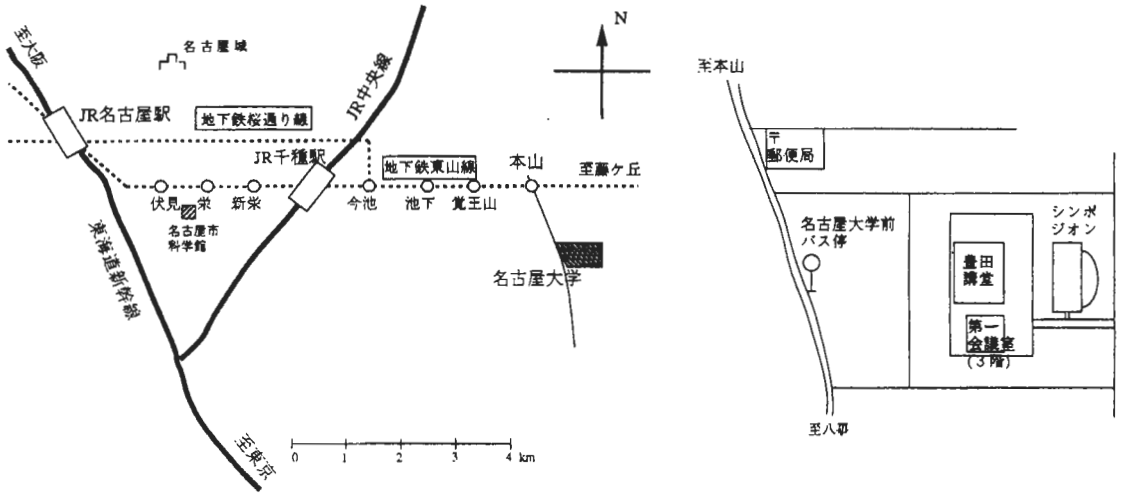 至大阪
名古屋城
JR名古屋駅
地下鉄桜通り線
JR中央線
JR千種駅
地下鉄東山線
本山
至藤ケ丘
伏見
栄
新栄
今池
池下
覚王山
名古屋市
科学館
東海道新幹線
名古屋大学
至東京
0 1 2 3 4 km
N
至本山
〒
郵便局
名古屋大学前
バス停
シンポ
ジオン
豊田
講堂
第一
会議室
(3階)
至八事